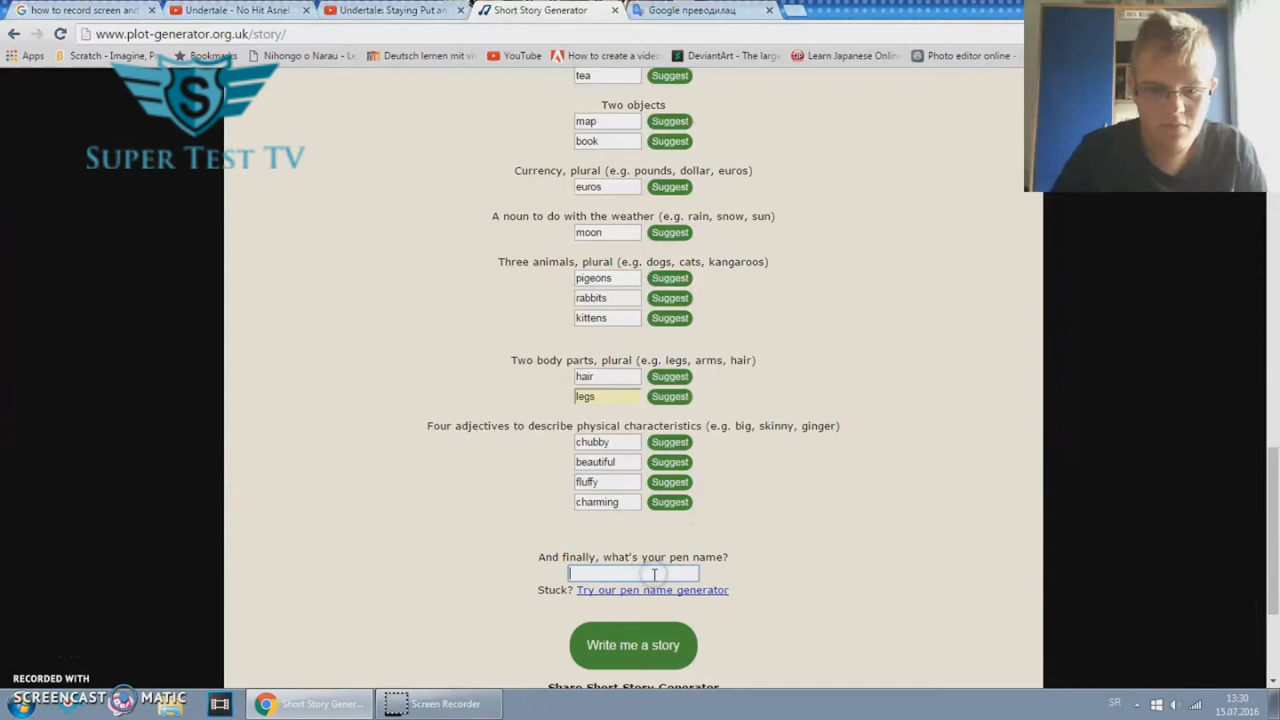 how to record screen and
Undertale - No Hit Asriel
Undertale: Staying Put an
Short Story Generator
Google преводилац
www.plot-generator.org.uk/story/
Apps
Scratch - Imagine, P
Bookmarks
Nihongo o Narau - L
Deutsch lernen mit vi
YouTube
How to create a video
DeviantArt - The large
Learn Japanese Online
Photo editor online -
S
SUPER TEST TV
tea
Suggest
Two objects
map
Suggest
book
Suggest
Currency, plural (e.g. pounds, dollar, euros)
euros
Suggest
A noun to do with the weather (e.g. rain, snow, sun)
moon
Suggest
Three animals, plural (e.g. dogs, cats, kangaroos)
pigeons
Suggest
rabbits
Suggest
kittens
Suggest
Two body parts, plural (e.g. legs, arms, hair)
hair
Suggest
legs
Suggest
Four adjectives to describe physical characteristics (e.g. big, skinny, ginger)
chubby
Suggest
beautiful
Suggest
fluffy
Suggest
charming
Suggest
And finally, what's your pen name?
Stuck? Try our pen name generator
Write me a story
Share Short Story Generator
RECORDED WITH
SCREENCAST MATIC
Short Story Gener...
Screen Recorder
SR
13:30
15.07.2016